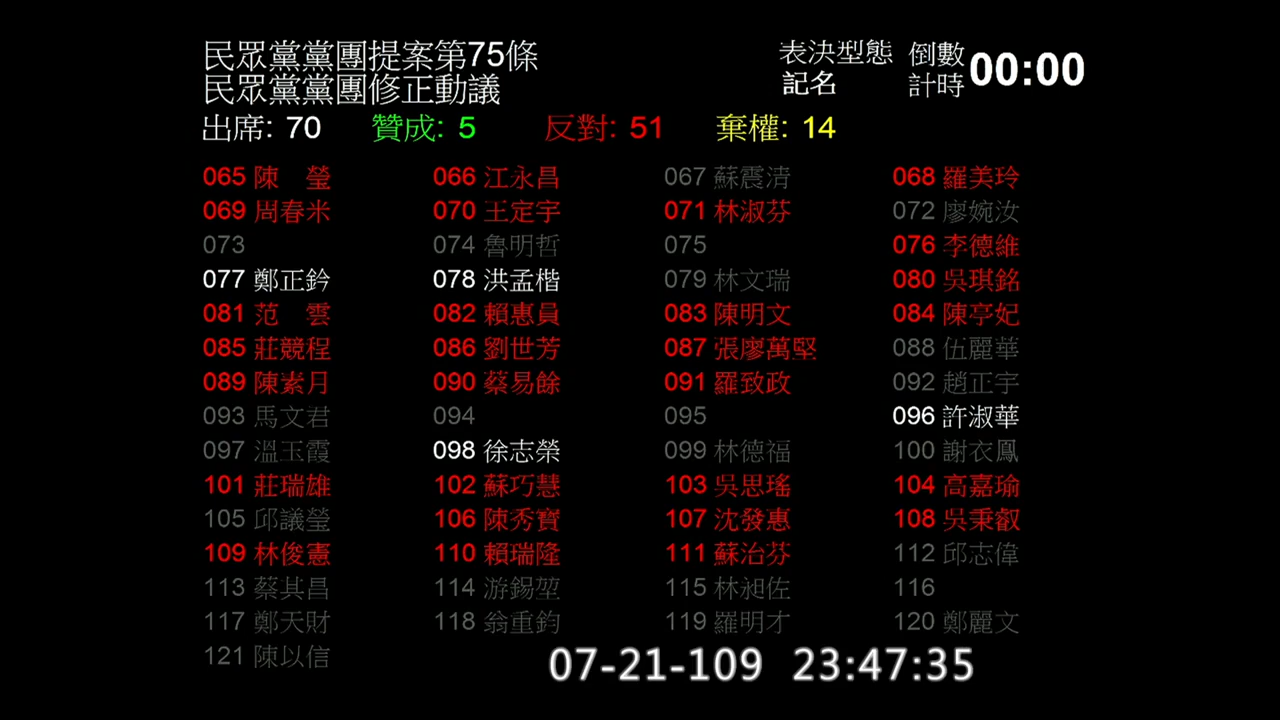 民眾黨黨團提案第75條
民眾黨黨團修正動議
表決型態
記名
倒數
計時
00:00
出席: 70 贊成: 5 反對: 51 棄權: 14
065 陳　瑩 066 江永昌 067 蘇震清 068 羅美玲
069 周春米 070 王定宇 071 林淑芬 072 廖婉汝
073 074 魯明哲 075 076 李德維
077 鄭正鈐 078 洪孟楷 079 林文瑞 080 吳琪銘
081 范　雲 082 賴惠員 083 陳明文 084 陳亭妃
085 莊競程 086 劉世芳 087 張廖萬堅 088 伍麗華
089 陳素月 090 蔡易餘 091 羅致政 092 趙正宇
093 馬文君 094 095 096 許淑華
097 溫玉霞 098 徐志榮 099 林德福 100 謝衣鳳
101 莊瑞雄 102 蘇巧慧 103 吳思瑤 104 高嘉瑜
105 邱議瑩 106 陳秀寶 107 沈發惠 108 吳秉叡
109 林俊憲 110 賴瑞隆 111 蘇治芬 112 邱志偉
113 蔡其昌 114 游錫堃 115 林昶佐 116
117 鄭天財 118 翁重鈞 119 羅明才 120 鄭麗文
121 陳以信
07-21-109 23:47:35